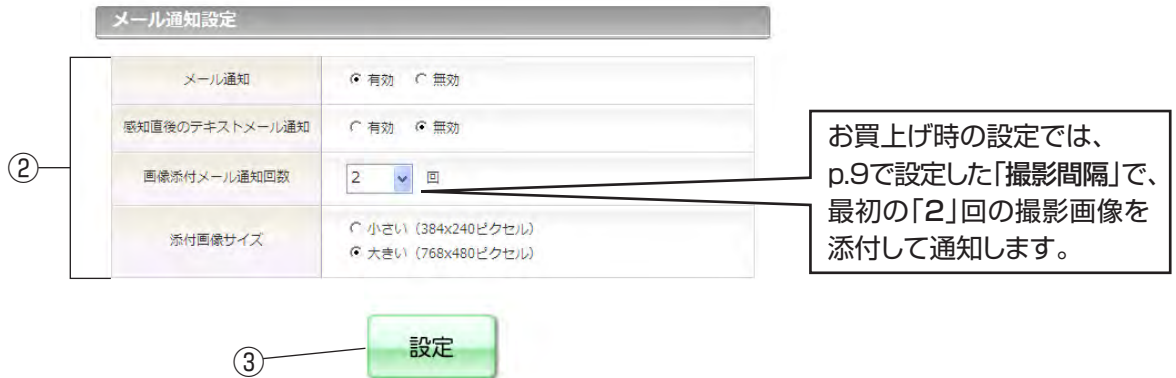 メール通知設定
メール通知 有効 無効
感知直後のテキストメール通知 有効 無効
②
画像添付メール通知回数 2 回
添付画像サイズ 小さい（384x240ピクセル）
大きい（768x480ピクセル）
お買上げ時の設定では、
p.9で設定した「撮影間隔」で、
最初の「2」回の撮影画像を
添付して通知します。
③ 設定